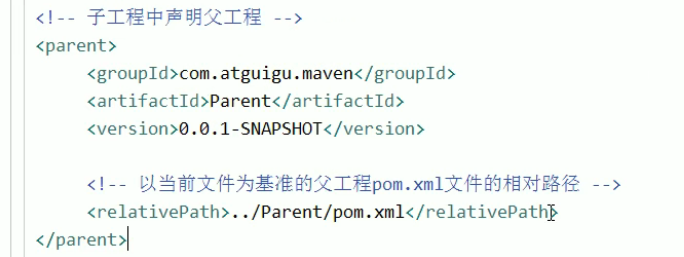 <!-- 子工程中声明父工程 -->
<parent>
<groupId>com.atguigu.maven</groupId>
<artifactId>Parent</artifactId>
<version>0.0.1-SNAPSHOT</version>
<!-- 以当前文件为基准的父工程pom.xml文件的相对路径 -->
<relativePath>../Parent/pom.xml</relativePath>
</parent>